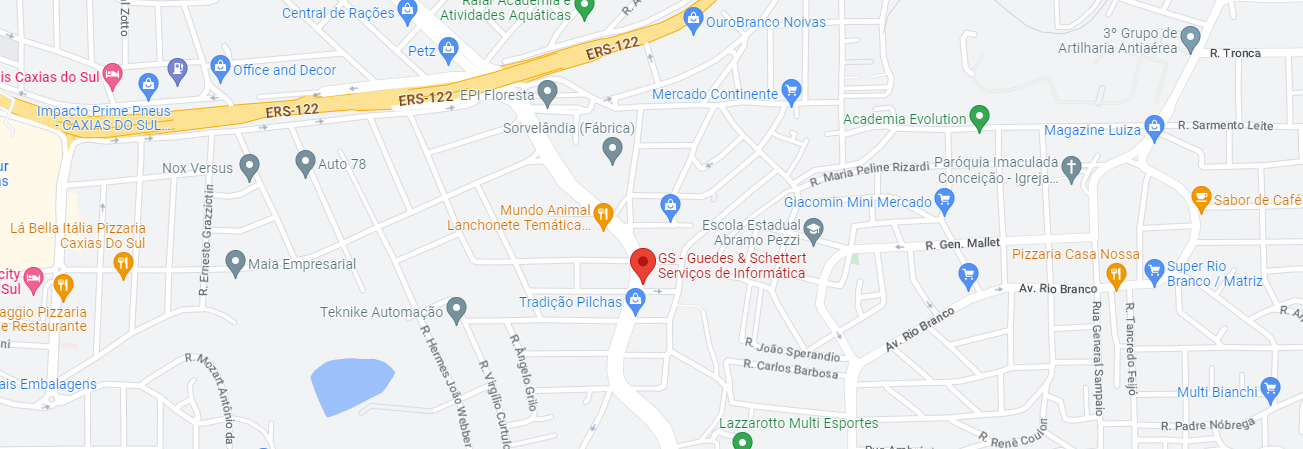 al Zotto
Central de Rações
Rafar Academia e
Atividades Aquáticas
OuroBranco Noivas
3º Grupo de
Artilharia Antiaérea
R. Tronca
Petz
ERS-122
is Caxias do Sul
Office and Decor
Impacto Prime Pneus
- CAXIAS DO SUL...
ERS-122
ERS-122
EPI Floresta
Mercado Continente
Academia Evolution
Magazine Luiza
R. Sarmento Leite
Sorvelândia (Fábrica)
Nox Versus
Auto 78
R. Maria Peline Rizardi
Paróquia Imaculada
Conceição - Igreja...
ur
as
R. Ernesto Grazziotin
Mundo Animal
Lanchonete Temática...
Giacomin Mini Mercado
Sabor de Café
Lá Bella Itália Pizzaria
Caxias Do Sul
Escola Estadual
Abramo Pezzi
R. Gen. Mallet
Maia Empresarial
GS - Guedes & Schettert
Serviços de Informática
Pizzaria Casa Nossa
Super Rio
Branco / Matriz
city
Sul
Av. Rio Branco
Tradição Pilchas
aggio Pizzaria
e Restaurante
Teknike Automação
Av. Rio Branco
Rua General Sampaio
R. Tancredo Feijó
ni
R. Mozart Antônio da
R. Hermes João Webber
R. Virgílio Curtulo
R. Ângelo Grilo
R. João Sperandio
R. Carlos Barbosa
ais Embalagens
Multi Bianchi
Lazzarotto Multi Esportes
R. Padre Nóbrega
R. Renê Coulon